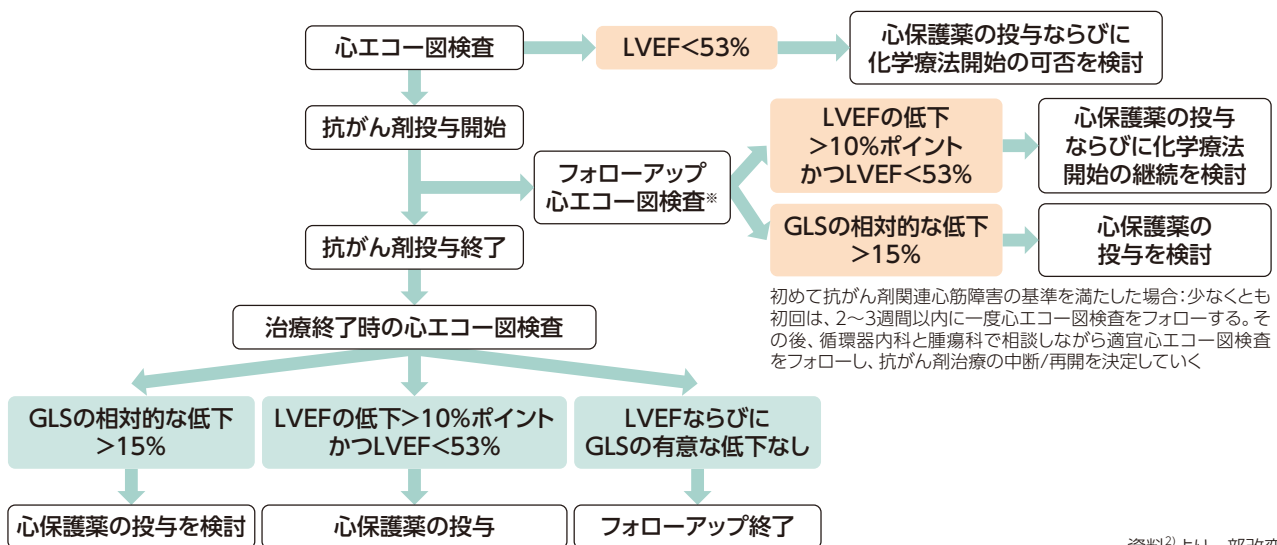 心エコー図検査
LVEF<53%
心保護薬の投与ならびに
化学療法開始の可否を検討
抗がん剤投与開始
フォローアップ
心エコー図検査※
LVEFの低下
>10%ポイント
かつLVEF<53%
心保護薬の投与
ならびに化学療法
開始の継続を検討
GLSの相対的な低下
>15%
心保護薬の
投与を検討
抗がん剤投与終了
初めて抗がん剤関連心筋障害の基準を満たした場合:少なくとも
初回は、2〜3週間以内に一度心エコー図検査をフォローする。そ
の後、循環器内科と腫瘍科で相談しながら適宜心エコー図検査
をフォローし、抗がん剤治療の中断/再開を決定していく
治療終了時の心エコー図検査
GLSの相対的な低下
>15%
LVEFの低下>10%ポイント
かつLVEF<53%
LVEFならびに
GLSの有意な低下なし
心保護薬の投与を検討
心保護薬の投与
フォローアップ終了
資料2)より一部改変